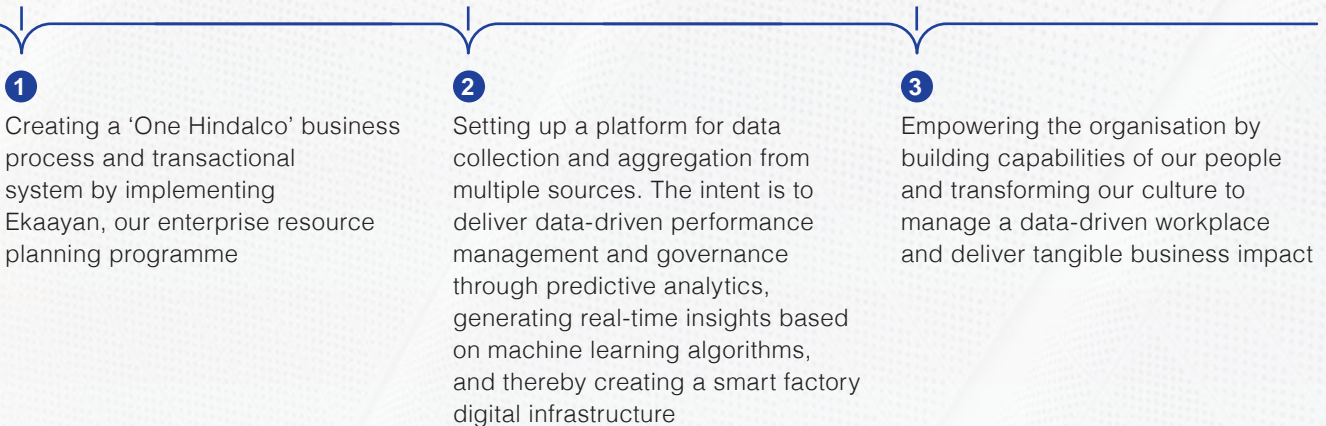 1
Creating a ‘One Hindalco’ business
process and transactional
system by implementing
Ekaayan, our enterprise resource
planning programme
2
Setting up a platform for data
collection and aggregation from
multiple sources. The intent is to
deliver data-driven performance
management and governance
through predictive analytics,
generating real-time insights based
on machine learning algorithms,
and thereby creating a smart factory
digital infrastructure
3
Empowering the organisation by
building capabilities of our people
and transforming our culture to
manage a data-driven workplace
and deliver tangible business impact